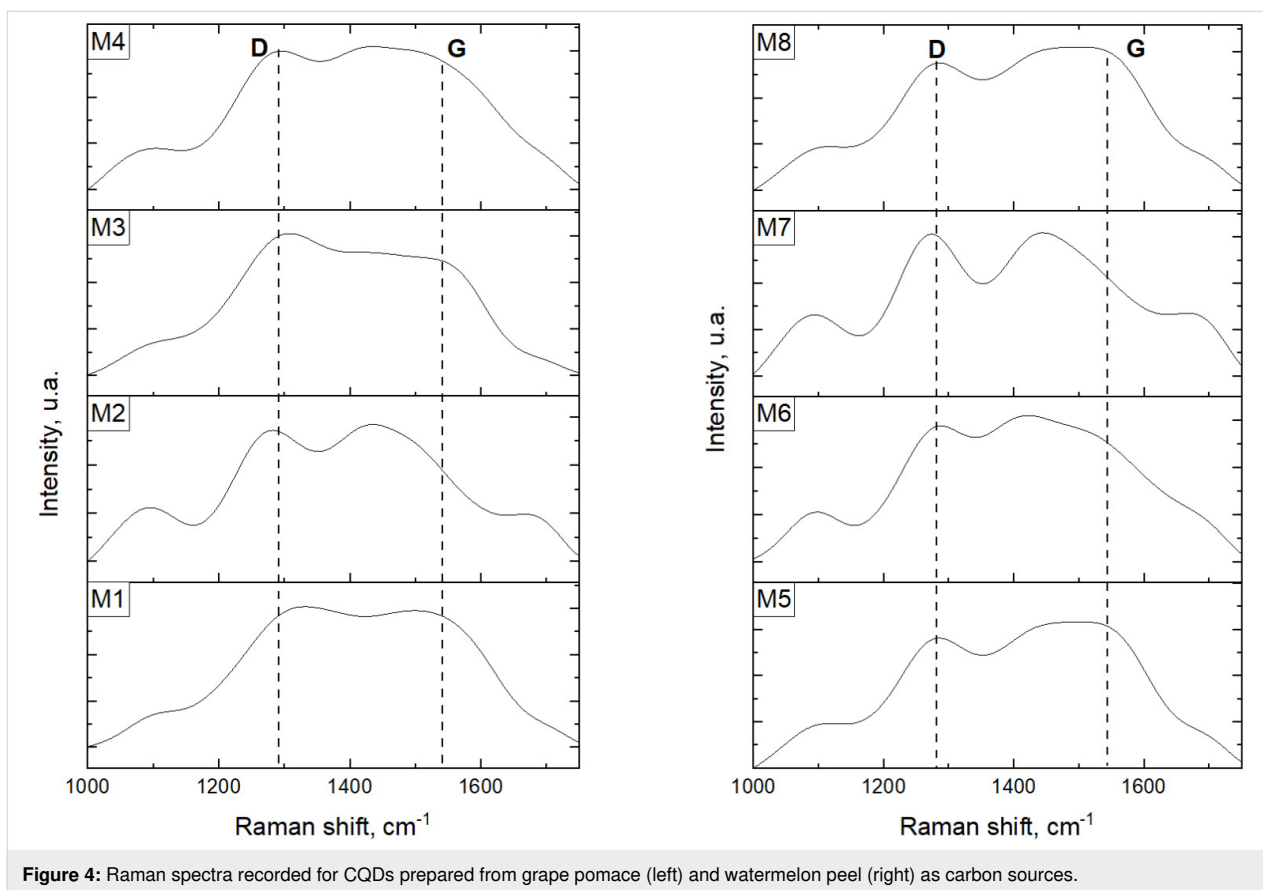 M4
D
G
M3
M2
M1
Intensity, u.a.
1000
1200
1400
1600
Raman shift, cm⁻¹
M8
D
G
M7
M6
M5
Intensity, u.a.
1000
1200
1400
1600
Raman shift, cm⁻¹
Figure 4: Raman spectra recorded for CQDs prepared from grape pomace (left) and watermelon peel (right) as carbon sources.